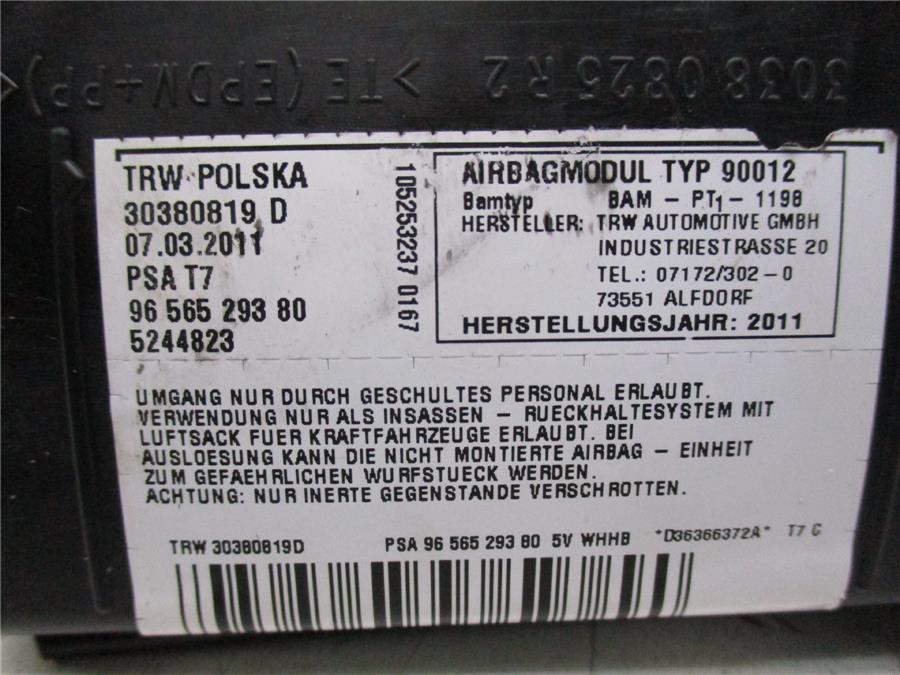 30380825 R2 >TE (EPDM+PP)<
TRW POLSKA
30380819 D
07.03.2011
PSA T7
96 565 293 80
5244823
105253237 0167
AIRBAGMODUL TYP 90012
Bamtyp BAM - PT1 - 1198
HERSTELLER: TRW AUTOMOTIVE GMBH
INDUSTRIESTRASSE 20
TEL.: 07172/302-0
73551 ALFDORF
HERSTELLUNGSJAHR: 2011
UMGANG NUR DURCH GESCHULTES PERSONAL ERLAUBT.
VERWENDUNG NUR ALS INSASSEN - RUECKHALTESYSTEM MIT
LUFTSACK FUER KRAFTFAHRZEUGE ERLAUBT. BEI
AUSLOESUNG KANN DIE NICHT MONTIERTE AIRBAG - EINHEIT
ZUM GEFAEHRLICHEN WURFSTUECK WERDEN.
ACHTUNG: NUR INERTE GEGENSTANDE VERSCHROTTEN.
TRW 30380819D PSA 96 565 293 80 5V WHHB *D36366372A* T7 C